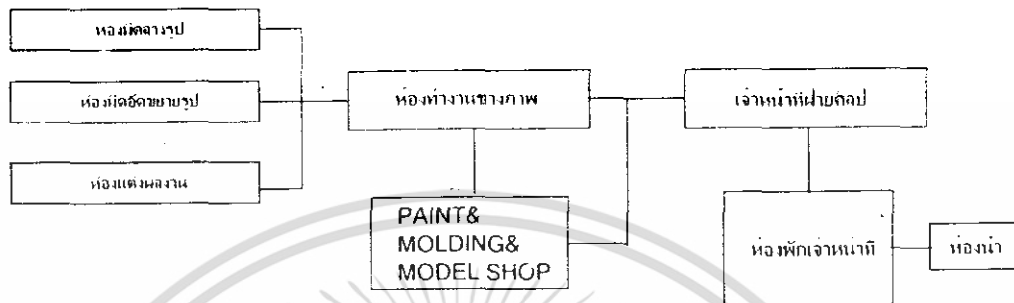 ห้องมืดล้างรูป
ห้องมืดอัดขยายรูป
ห้องแต่งผลงาน
ห้องทำงานช่างภาพ
PAINT&
MOLDING&
MODEL SHOP
เจ้าหน้าที่ฝ่ายศิลป
ห้องพักเจ้าหน้าที่
ห้องน้ำ